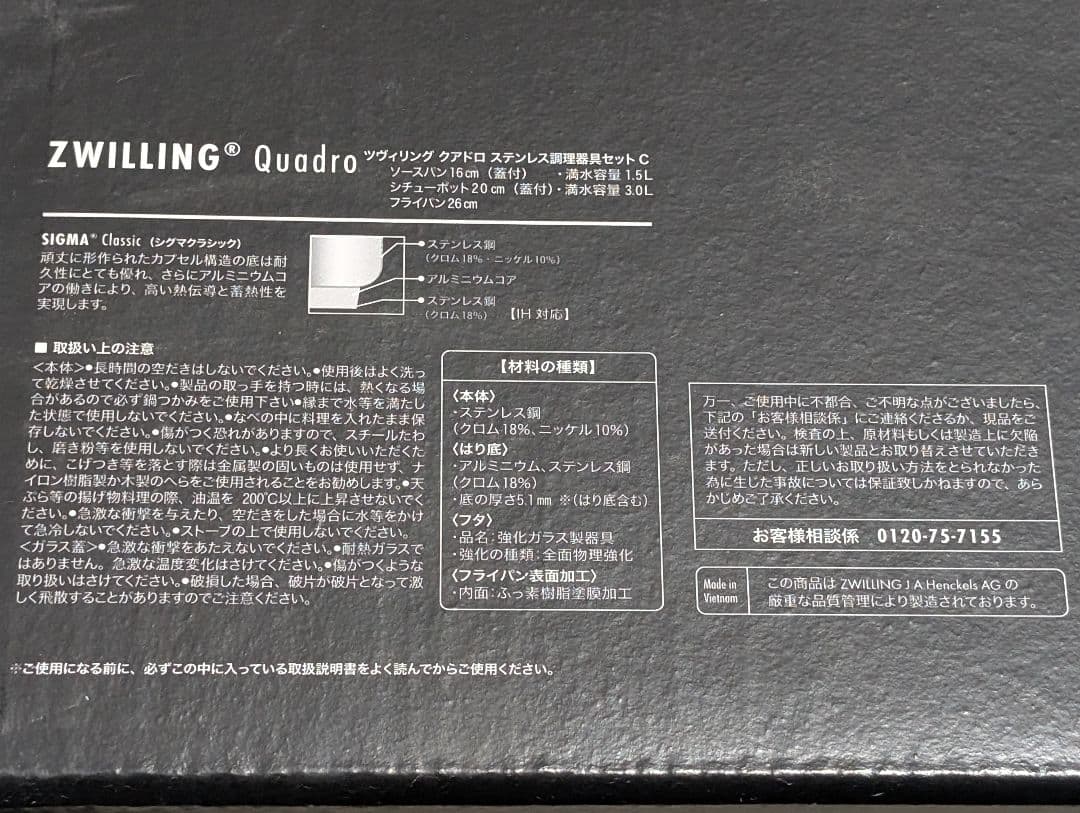 ZWILLING® Quadro ツヴィリング クアドロ ステンレス調理器具セット C
ソースパン 16㎝（蓋付）　・満水容量 1.5L
シチューポット20㎝（蓋付）・満水容量 3.0L
フライパン26㎝
SIGMA® Classic（シグマクラシック）
頑丈に形作られたカプセル構造の底は耐
久性にとても優れ、さらにアルミニウムコ
アの働きにより、高い熱伝導と蓄熱性を
実現します。
ステンレス鋼
（クロム18%・ニッケル10%）
アルミニウムコア
ステンレス鋼
（クロム18%）【IH 対応】
■ 取扱い上の注意
＜本体＞●長時間の空だきはしないでください。●使用後はよく洗っ
て乾燥させてください。●製品の取っ手を持つ時には、熱くなる場
合があるので必ず鍋つかみをご使用下さい●縁まで水等を満たし
た状態で使用しないでください。●なべの中に料理を入れたまま保
存しないでください。●傷がつく恐れがありますので、スチールたわ
し、磨き粉等を使用しないでください。●より長くお使いいただくた
めに、こげつき等を落とす際は金属製の固いものは使用せず、ナ
イロン樹脂製か木製のへらをご使用されることをお勧めします。●天
ぷら等の揚げ物料理の際、油温を 200℃以上に上昇させないでく
ださい。●急激な衝撃を与えたり、空だきをした場合に水等をかけ
て急冷しないでください。●ストーブの上で使用しないでください。
＜ガラス蓋＞●急激な衝撃をあたえないでください。●耐熱ガラスで
はありません。急激な温度変化はさけてください。●傷がつくような
取り扱いはさけてください。●破損した場合、破片が破片となって激
しく飛散することがありますのでご注意ください。
【材料の種類】
〈本体〉
・ステンレス鋼
（クロム18%、ニッケル10%）
〈はり底〉
・アルミニウム、ステンレス鋼
（クロム18%）
・底の厚さ5.1㎜ ※（はり底含む）
〈フタ〉
・品名：強化ガラス製器具
・強化の種類：全面物理強化
〈フライパン表面加工〉
・内面：ふっ素樹脂塗膜加工
万一、ご使用中に不都合、ご不明な点がございましたら、
下記の「お客様相談係」にご連絡くださるか、現品をご
送付ください。検査の上、原材料もしくは製造上に欠陥
があった場合は新しい製品とお取り替えさせていただき
ます。ただし、正しいお取り扱い方法をとられなかった
為に生じた事故については保証致しかねますので、あら
かじめご了承ください。
お客様相談係 0120-75-7155
Made in
Vietnam
この商品は ZWILLING J A Henckels AG の
厳重な品質管理により製造されております。
※ご使用になる前に、必ずこの中に入っている取扱説明書をよく読んでからご使用ください。